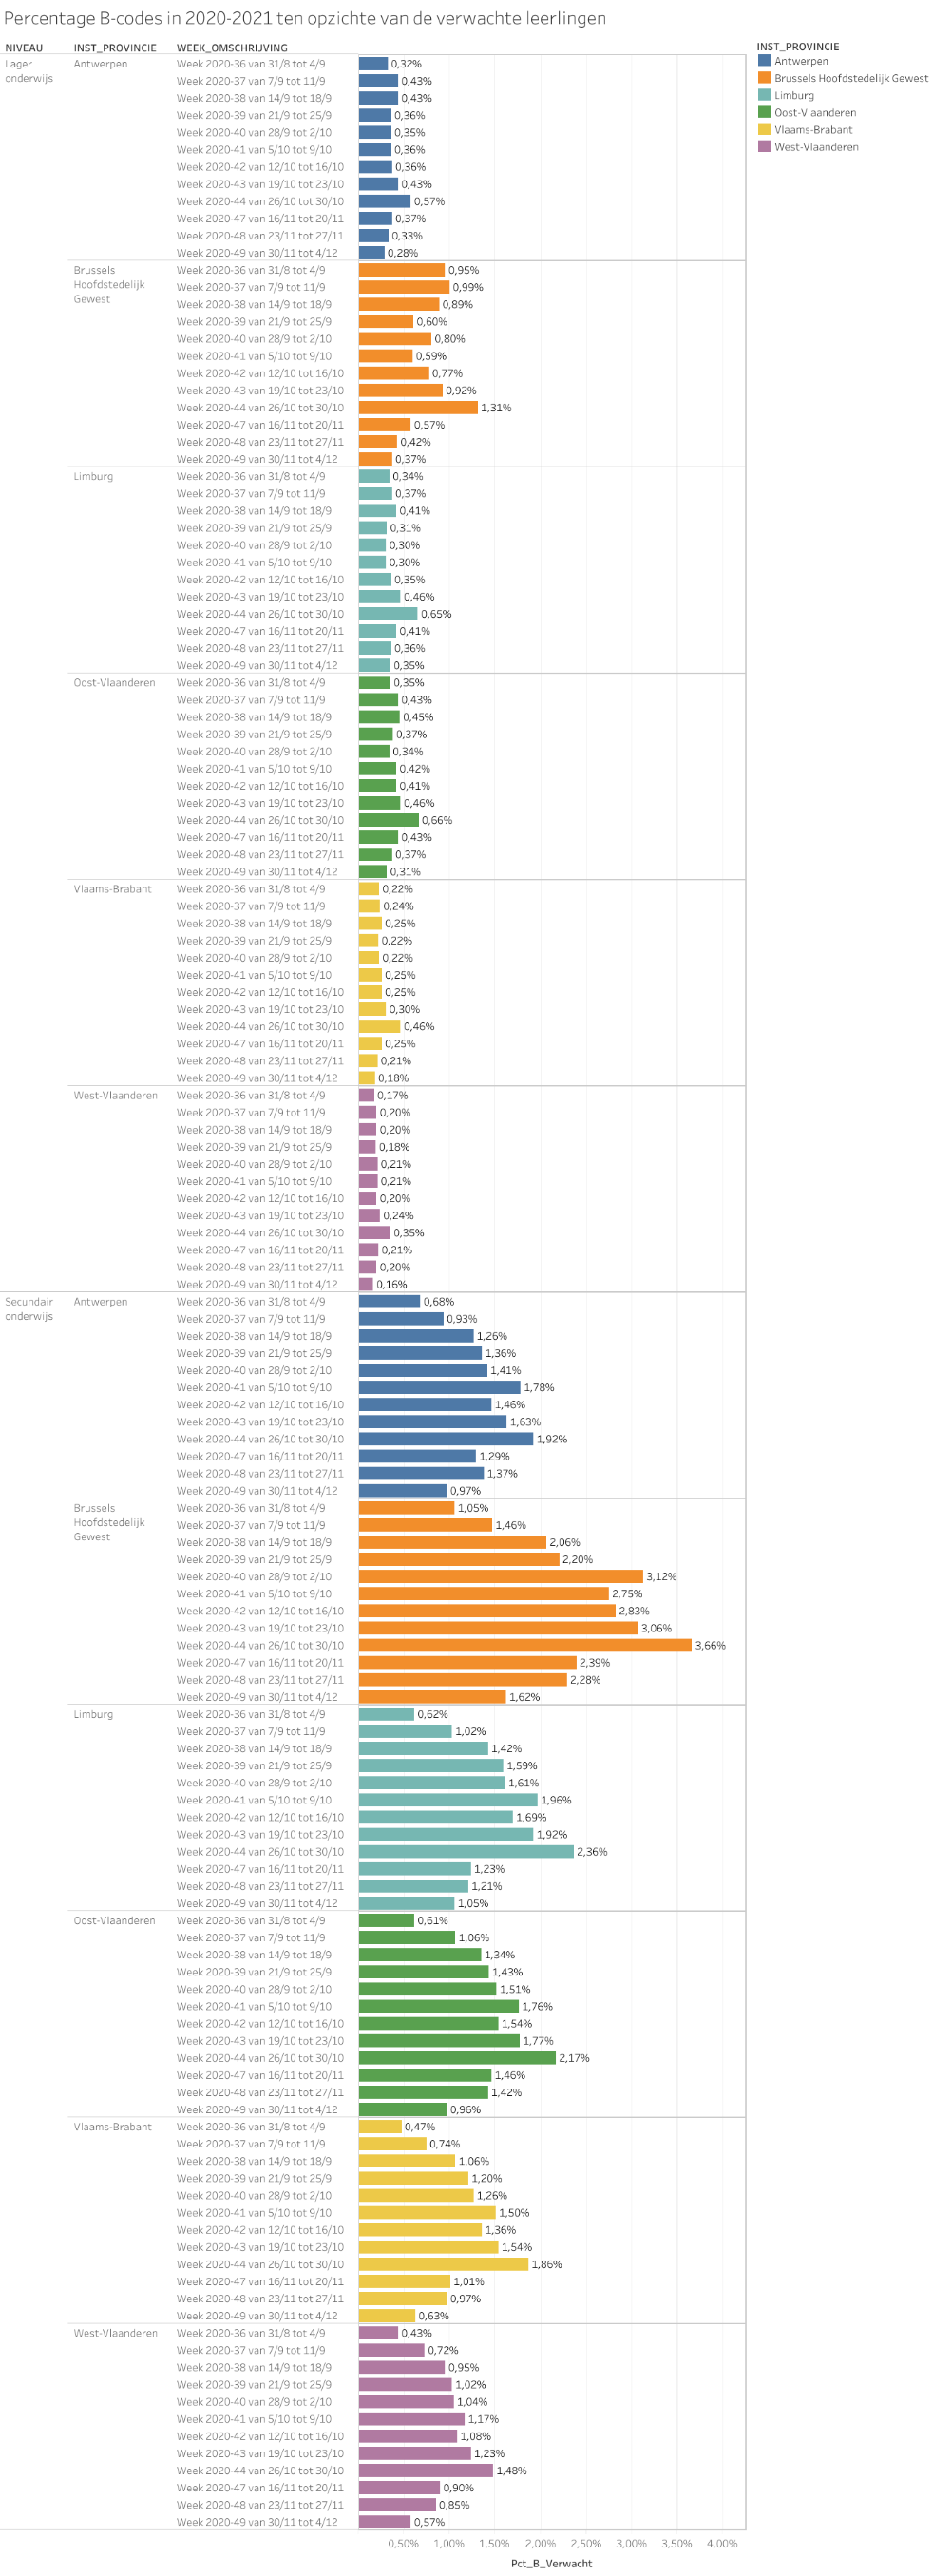 Percentage B-codes in 2020-2021 ten opzichte van de verwachte leerlingen
NIVEAU INST_PROVINCIE WEEK_OMSCHRIJVING
Lager onderwijs Antwerpen Week 2020-36 van 31/8 tot 4/9 0,32%
Week 2020-37 van 7/9 tot 11/9 0,43%
Week 2020-38 van 14/9 tot 18/9 0,43%
Week 2020-39 van 21/9 tot 25/9 0,36%
Week 2020-40 van 28/9 tot 2/10 0,35%
Week 2020-41 van 5/10 tot 9/10 0,36%
Week 2020-42 van 12/10 tot 16/10 0,36%
Week 2020-43 van 19/10 tot 23/10 0,43%
Week 2020-44 van 26/10 tot 30/10 0,57%
Week 2020-47 van 16/11 tot 20/11 0,37%
Week 2020-48 van 23/11 tot 27/11 0,33%
Week 2020-49 van 30/11 tot 4/12 0,28%
Brussels Hoofdstedelijk Gewest Week 2020-36 van 31/8 tot 4/9 0,95%
Week 2020-37 van 7/9 tot 11/9 0,99%
Week 2020-38 van 14/9 tot 18/9 0,89%
Week 2020-39 van 21/9 tot 25/9 0,60%
Week 2020-40 van 28/9 tot 2/10 0,80%
Week 2020-41 van 5/10 tot 9/10 0,59%
Week 2020-42 van 12/10 tot 16/10 0,77%
Week 2020-43 van 19/10 tot 23/10 0,92%
Week 2020-44 van 26/10 tot 30/10 1,31%
Week 2020-47 van 16/11 tot 20/11 0,57%
Week 2020-48 van 23/11 tot 27/11 0,42%
Week 2020-49 van 30/11 tot 4/12 0,37%
Limburg Week 2020-36 van 31/8 tot 4/9 0,34%
Week 2020-37 van 7/9 tot 11/9 0,37%
Week 2020-38 van 14/9 tot 18/9 0,41%
Week 2020-39 van 21/9 tot 25/9 0,31%
Week 2020-40 van 28/9 tot 2/10 0,30%
Week 2020-41 van 5/10 tot 9/10 0,30%
Week 2020-42 van 12/10 tot 16/10 0,35%
Week 2020-43 van 19/10 tot 23/10 0,46%
Week 2020-44 van 26/10 tot 30/10 0,65%
Week 2020-47 van 16/11 tot 20/11 0,41%
Week 2020-48 van 23/11 tot 27/11 0,36%
Week 2020-49 van 30/11 tot 4/12 0,35%
Oost-Vlaanderen Week 2020-36 van 31/8 tot 4/9 0,35%
Week 2020-37 van 7/9 tot 11/9 0,43%
Week 2020-38 van 14/9 tot 18/9 0,45%
Week 2020-39 van 21/9 tot 25/9 0,37%
Week 2020-40 van 28/9 tot 2/10 0,34%
Week 2020-41 van 5/10 tot 9/10 0,42%
Week 2020-42 van 12/10 tot 16/10 0,41%
Week 2020-43 van 19/10 tot 23/10 0,46%
Week 2020-44 van 26/10 tot 30/10 0,66%
Week 2020-47 van 16/11 tot 20/11 0,43%
Week 2020-48 van 23/11 tot 27/11 0,37%
Week 2020-49 van 30/11 tot 4/12 0,31%
Vlaams-Brabant Week 2020-36 van 31/8 tot 4/9 0,22%
Week 2020-37 van 7/9 tot 11/9 0,24%
Week 2020-38 van 14/9 tot 18/9 0,25%
Week 2020-39 van 21/9 tot 25/9 0,22%
Week 2020-40 van 28/9 tot 2/10 0,22%
Week 2020-41 van 5/10 tot 9/10 0,25%
Week 2020-42 van 12/10 tot 16/10 0,25%
Week 2020-43 van 19/10 tot 23/10 0,30%
Week 2020-44 van 26/10 tot 30/10 0,46%
Week 2020-47 van 16/11 tot 20/11 0,25%
Week 2020-48 van 23/11 tot 27/11 0,21%
Week 2020-49 van 30/11 tot 4/12 0,18%
West-Vlaanderen Week 2020-36 van 31/8 tot 4/9 0,17%
Week 2020-37 van 7/9 tot 11/9 0,20%
Week 2020-38 van 14/9 tot 18/9 0,20%
Week 2020-39 van 21/9 tot 25/9 0,18%
Week 2020-40 van 28/9 tot 2/10 0,21%
Week 2020-41 van 5/10 tot 9/10 0,21%
Week 2020-42 van 12/10 tot 16/10 0,20%
Week 2020-43 van 19/10 tot 23/10 0,24%
Week 2020-44 van 26/10 tot 30/10 0,35%
Week 2020-47 van 16/11 tot 20/11 0,21%
Week 2020-48 van 23/11 tot 27/11 0,20%
Week 2020-49 van 30/11 tot 4/12 0,16%
Secundair onderwijs Antwerpen Week 2020-36 van 31/8 tot 4/9 0,68%
Week 2020-37 van 7/9 tot 11/9 0,93%
Week 2020-38 van 14/9 tot 18/9 1,26%
Week 2020-39 van 21/9 tot 25/9 1,36%
Week 2020-40 van 28/9 tot 2/10 1,41%
Week 2020-41 van 5/10 tot 9/10 1,78%
Week 2020-42 van 12/10 tot 16/10 1,46%
Week 2020-43 van 19/10 tot 23/10 1,63%
Week 2020-44 van 26/10 tot 30/10 1,92%
Week 2020-47 van 16/11 tot 20/11 1,29%
Week 2020-48 van 23/11 tot 27/11 1,37%
Week 2020-49 van 30/11 tot 4/12 0,97%
Brussels Hoofdstedelijk Gewest Week 2020-36 van 31/8 tot 4/9 1,05%
Week 2020-37 van 7/9 tot 11/9 1,46%
Week 2020-38 van 14/9 tot 18/9 2,06%
Week 2020-39 van 21/9 tot 25/9 2,20%
Week 2020-40 van 28/9 tot 2/10 3,12%
Week 2020-41 van 5/10 tot 9/10 2,75%
Week 2020-42 van 12/10 tot 16/10 2,83%
Week 2020-43 van 19/10 tot 23/10 3,06%
Week 2020-44 van 26/10 tot 30/10 3,66%
Week 2020-47 van 16/11 tot 20/11 2,39%
Week 2020-48 van 23/11 tot 27/11 2,28%
Week 2020-49 van 30/11 tot 4/12 1,62%
Limburg Week 2020-36 van 31/8 tot 4/9 0,62%
Week 2020-37 van 7/9 tot 11/9 1,02%
Week 2020-38 van 14/9 tot 18/9 1,42%
Week 2020-39 van 21/9 tot 25/9 1,59%
Week 2020-40 van 28/9 tot 2/10 1,61%
Week 2020-41 van 5/10 tot 9/10 1,96%
Week 2020-42 van 12/10 tot 16/10 1,69%
Week 2020-43 van 19/10 tot 23/10 1,92%
Week 2020-44 van 26/10 tot 30/10 2,36%
Week 2020-47 van 16/11 tot 20/11 1,23%
Week 2020-48 van 23/11 tot 27/11 1,21%
Week 2020-49 van 30/11 tot 4/12 1,05%
Oost-Vlaanderen Week 2020-36 van 31/8 tot 4/9 0,61%
Week 2020-37 van 7/9 tot 11/9 1,06%
Week 2020-38 van 14/9 tot 18/9 1,34%
Week 2020-39 van 21/9 tot 25/9 1,43%
Week 2020-40 van 28/9 tot 2/10 1,51%
Week 2020-41 van 5/10 tot 9/10 1,76%
Week 2020-42 van 12/10 tot 16/10 1,54%
Week 2020-43 van 19/10 tot 23/10 1,77%
Week 2020-44 van 26/10 tot 30/10 2,17%
Week 2020-47 van 16/11 tot 20/11 1,46%
Week 2020-48 van 23/11 tot 27/11 1,42%
Week 2020-49 van 30/11 tot 4/12 0,96%
Vlaams-Brabant Week 2020-36 van 31/8 tot 4/9 0,47%
Week 2020-37 van 7/9 tot 11/9 0,74%
Week 2020-38 van 14/9 tot 18/9 1,06%
Week 2020-39 van 21/9 tot 25/9 1,20%
Week 2020-40 van 28/9 tot 2/10 1,26%
Week 2020-41 van 5/10 tot 9/10 1,50%
Week 2020-42 van 12/10 tot 16/10 1,36%
Week 2020-43 van 19/10 tot 23/10 1,54%
Week 2020-44 van 26/10 tot 30/10 1,86%
Week 2020-47 van 16/11 tot 20/11 1,01%
Week 2020-48 van 23/11 tot 27/11 0,97%
Week 2020-49 van 30/11 tot 4/12 0,63%
West-Vlaanderen Week 2020-36 van 31/8 tot 4/9 0,43%
Week 2020-37 van 7/9 tot 11/9 0,72%
Week 2020-38 van 14/9 tot 18/9 0,95%
Week 2020-39 van 21/9 tot 25/9 1,02%
Week 2020-40 van 28/9 tot 2/10 1,04%
Week 2020-41 van 5/10 tot 9/10 1,17%
Week 2020-42 van 12/10 tot 16/10 1,08%
Week 2020-43 van 19/10 tot 23/10 1,23%
Week 2020-44 van 26/10 tot 30/10 1,48%
Week 2020-47 van 16/11 tot 20/11 0,90%
Week 2020-48 van 23/11 tot 27/11 0,85%
Week 2020-49 van 30/11 tot 4/12 0,57%
0,50% 1,00% 1,50% 2,00% 2,50% 3,00% 3,50% 4,00%
Pct_B_Verwacht
INST_PROVINCIE
Antwerpen
Brussels Hoofdstedelijk Gewest
Limburg
Oost-Vlaanderen
Vlaams-Brabant
West-Vlaanderen